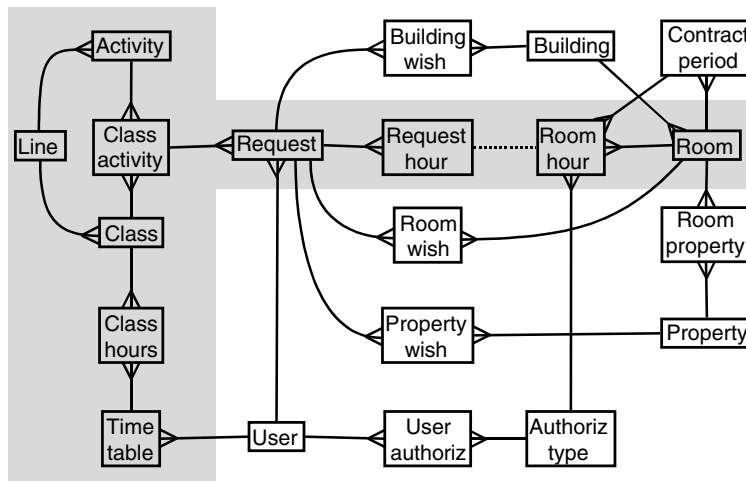 Activity
Building
wish
Building
Contract
period
Line
Class
activity
Request
Request
hour
Room
hour
Room
Class
Room
wish
Room
property
Class
hours
Property
wish
Property
Time
table
User
User
authoriz
Authoriz
type